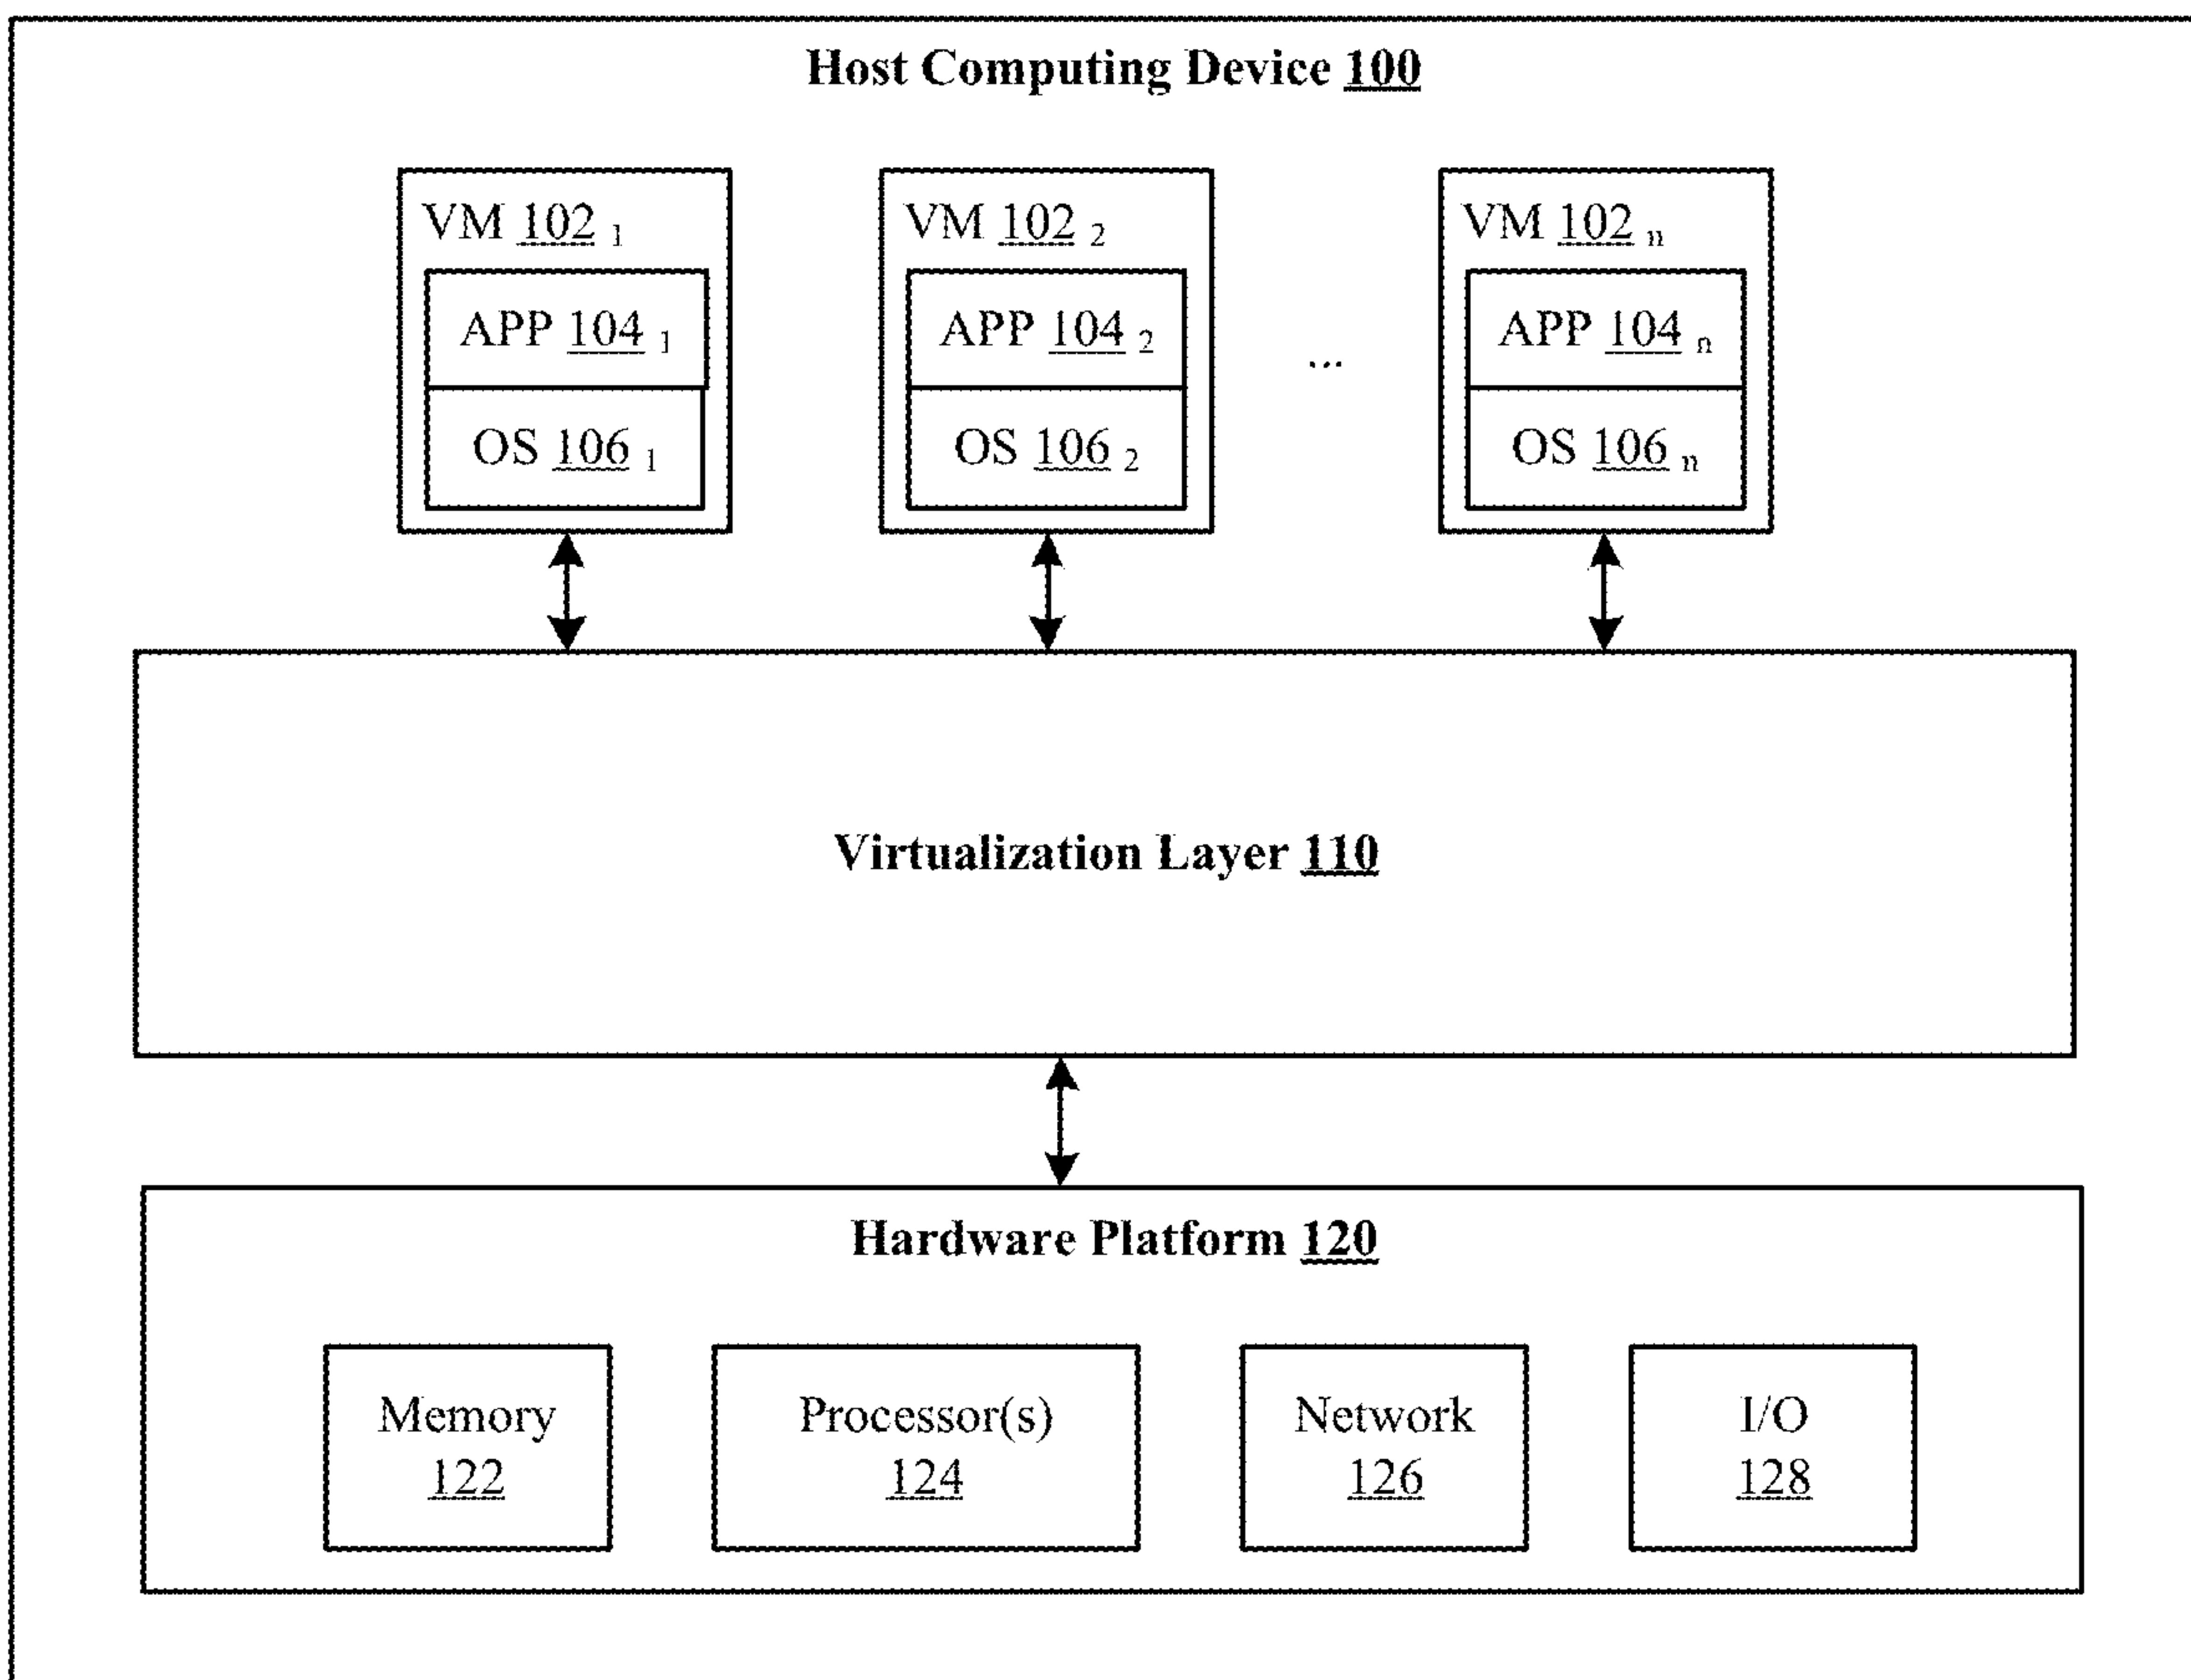 Host Computing Device 100
VM 102 1
VM 102 2
VM 102 n
APP 104 1
APP 104 2
...
APP 104 n
OS 106 1
OS 106 2
OS 106 n
Virtualization Layer 110
Hardware Platform 120
Memory
122
Processor(s)
124
Network
126
I/O
128